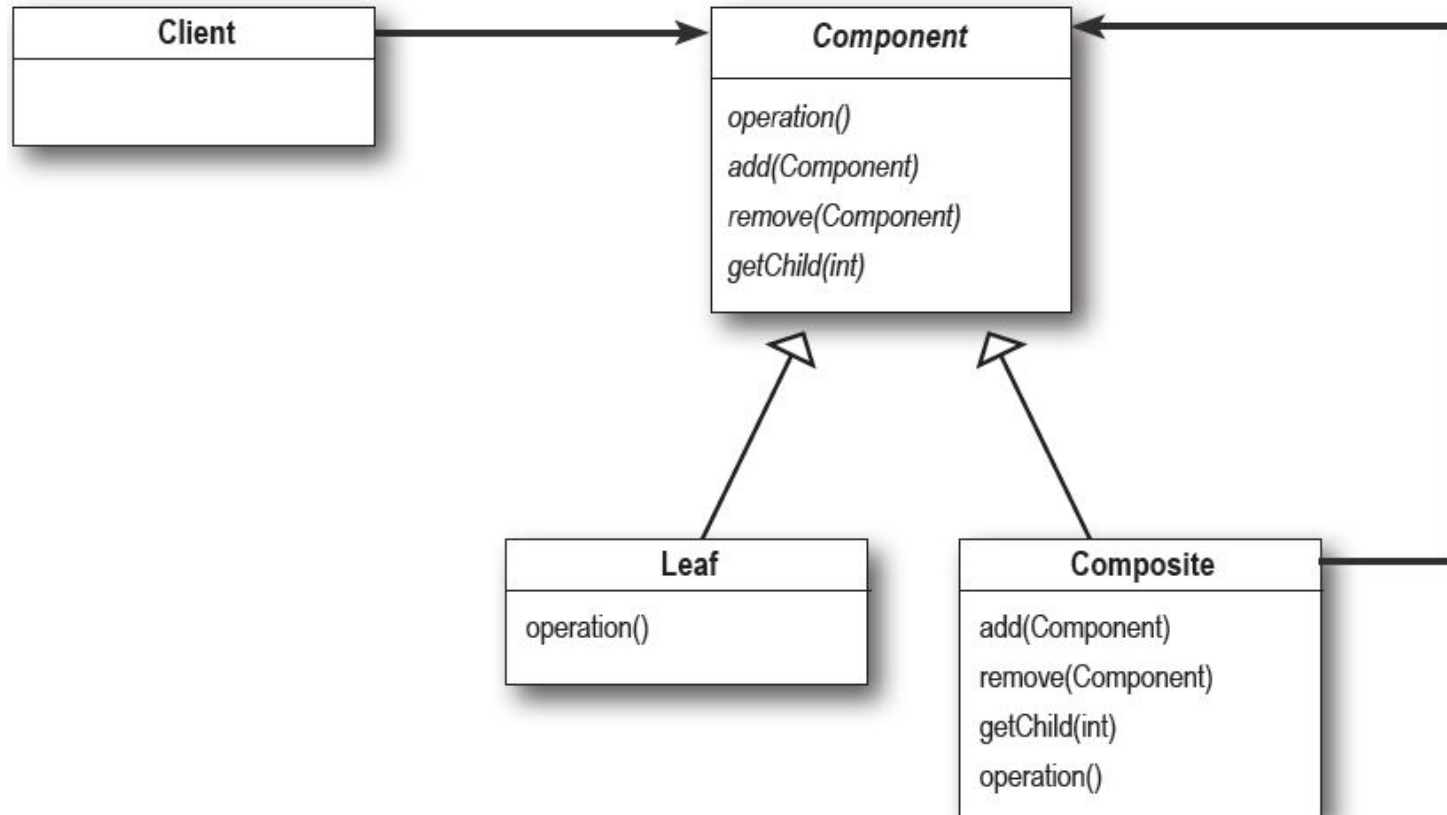 Client
Component
operation()
add(Component)
remove(Component)
getChild(int)
Leaf
operation()
Composite
add(Component)
remove(Component)
getChild(int)
operation()